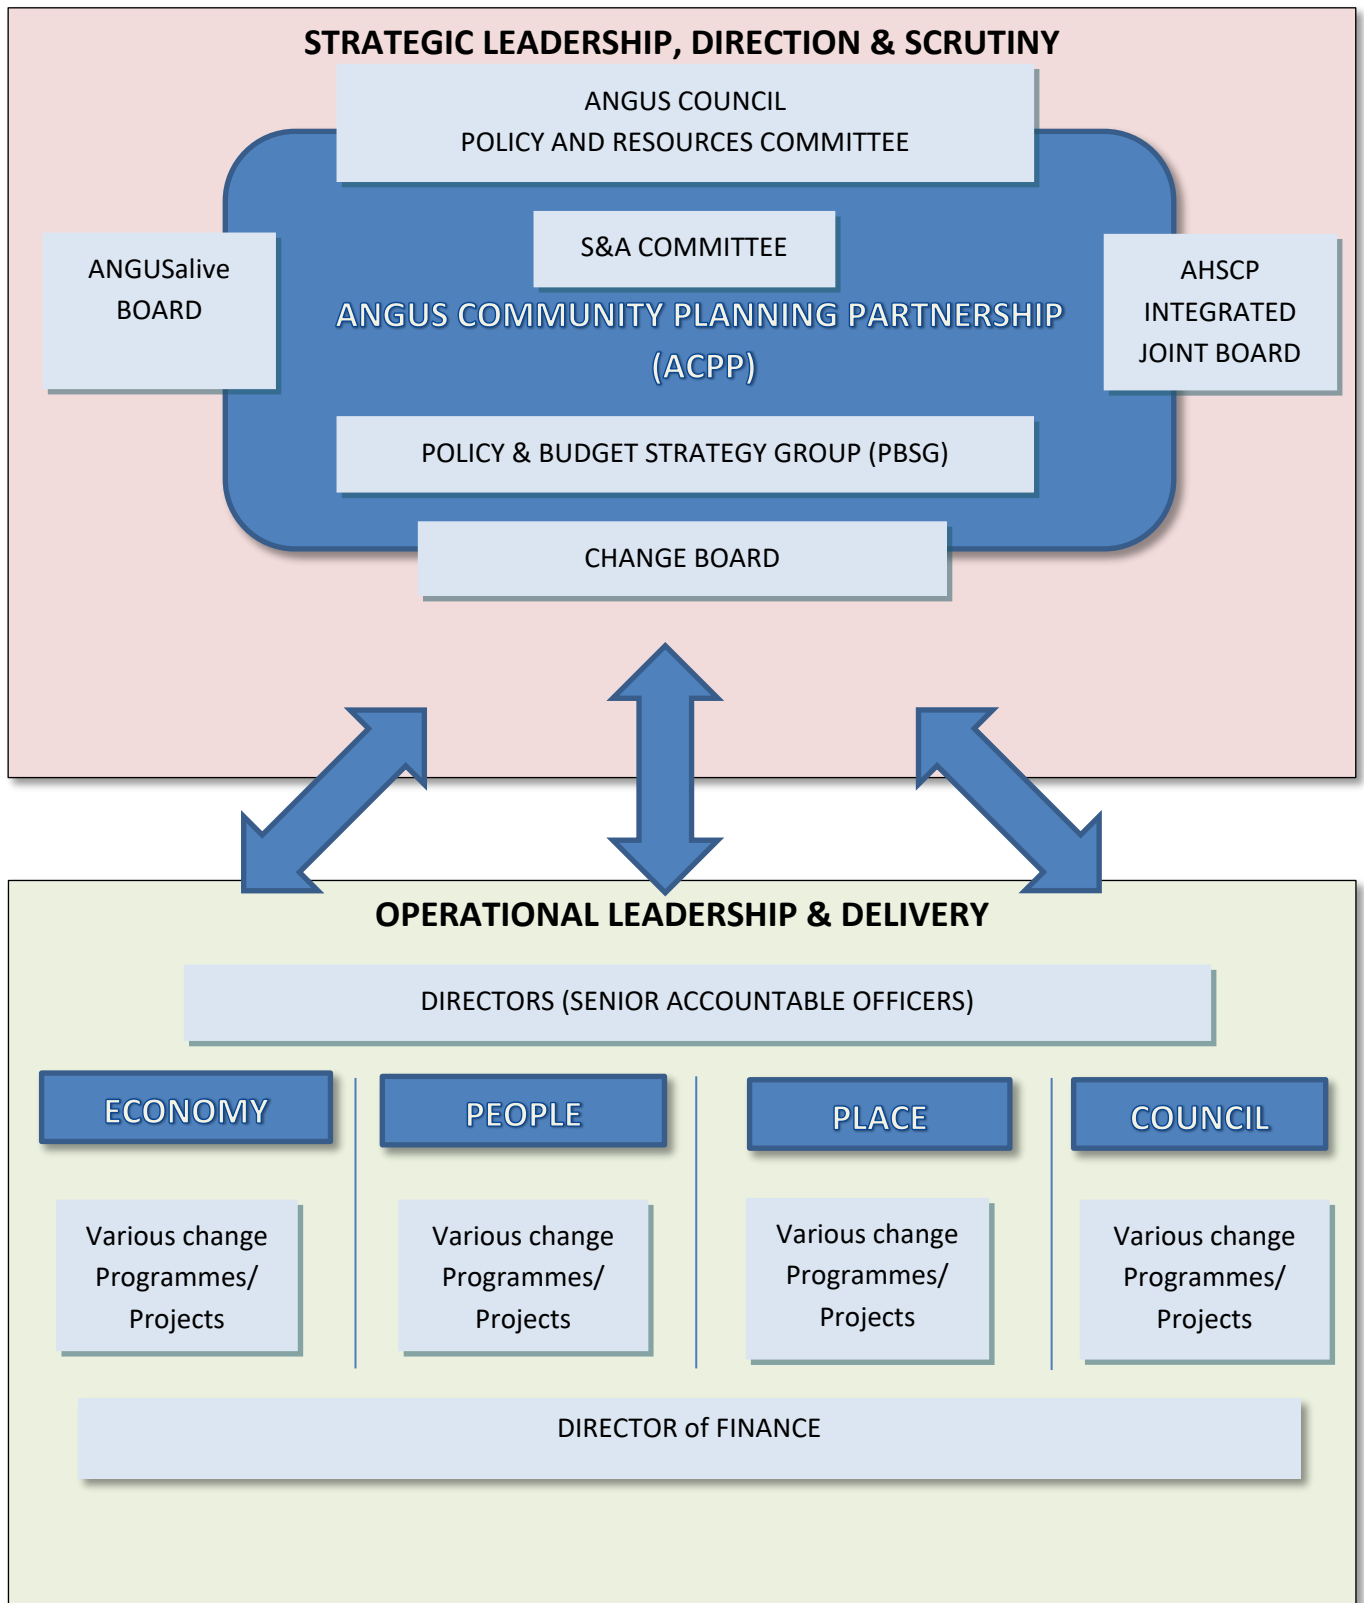 STRATEGIC LEADERSHIP, DIRECTION & SCRUTINY
ANGUS COUNCIL
POLICY AND RESOURCES COMMITTEE
S&A COMMITTEE
ANGUSalive
BOARD
ANGUS COMMUNITY PLANNING PARTNERSHIP
(ACPP)
AHSCP
INTEGRATED
JOINT BOARD
POLICY & BUDGET STRATEGY GROUP (PBSG)
CHANGE BOARD
OPERATIONAL LEADERSHIP & DELIVERY
DIRECTORS (SENIOR ACCOUNTABLE OFFICERS)
ECONOMY
Various change
Programmes/
Projects
PEOPLE
Various change
Programmes/
Projects
PLACE
Various change
Programmes/
Projects
COUNCIL
Various change
Programmes/
Projects
DIRECTOR of FINANCE